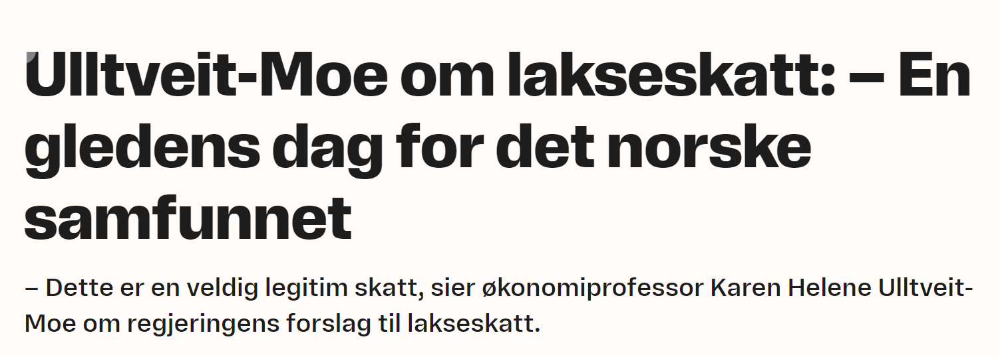 Ulltveit-Moe om lakseskatt: – En
gledens dag for det norske
samfunnet
– Dette er en veldig legitim skatt, sier økonomiprofessor Karen Helene Ulltveit-
Moe om regjeringens forslag til lakseskatt.